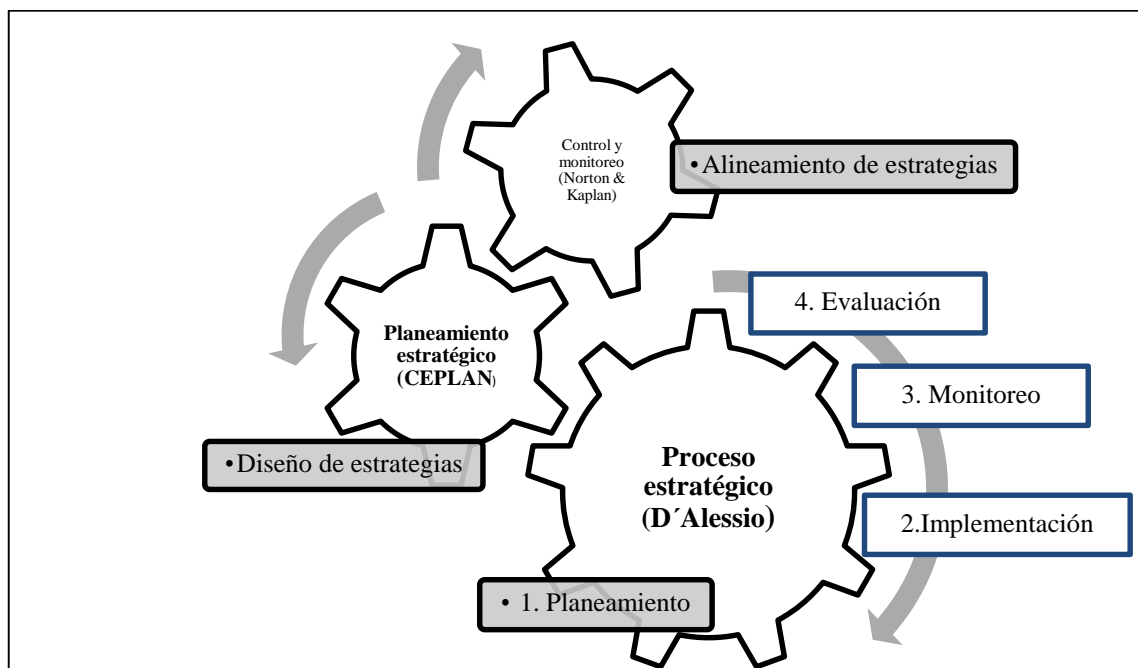 Control y
monitoreo
(Norton &
Kaplan)
•Alineamiento de estrategias
Planeamiento
estratégico
(CEPLAN)
•Diseño de estrategias
4. Evaluación
3. Monitoreo
2.Implementación
Proceso
estratégico
(D´Alessio)
• 1. Planeamiento